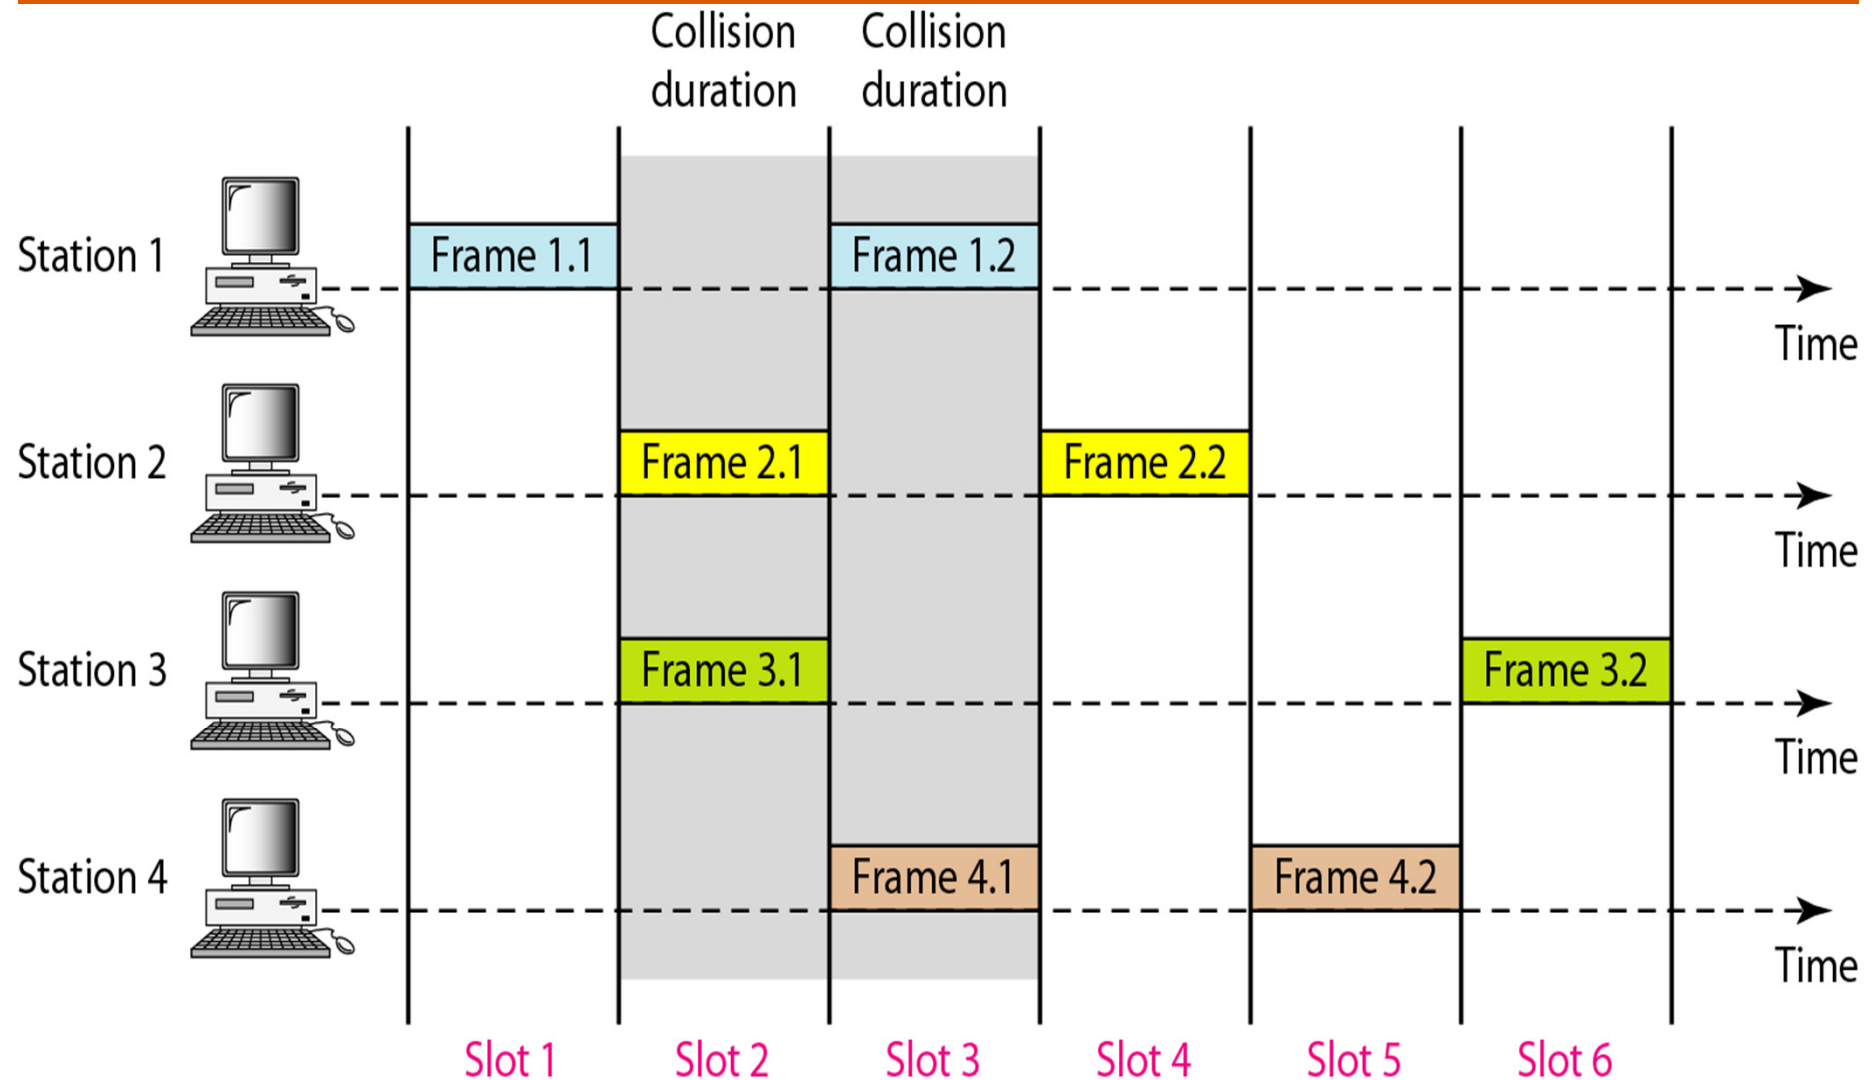 Collision Collision
duration duration
Station 1 Frame 1.1 Frame 1.2
Time
Station 2 Frame 2.1 Frame 2.2
Time
Station 3 Frame 3.1 Frame 3.2
Time
Station 4 Frame 4.1 Frame 4.2
Time
Slot 1 Slot 2 Slot 3 Slot 4 Slot 5 Slot 6